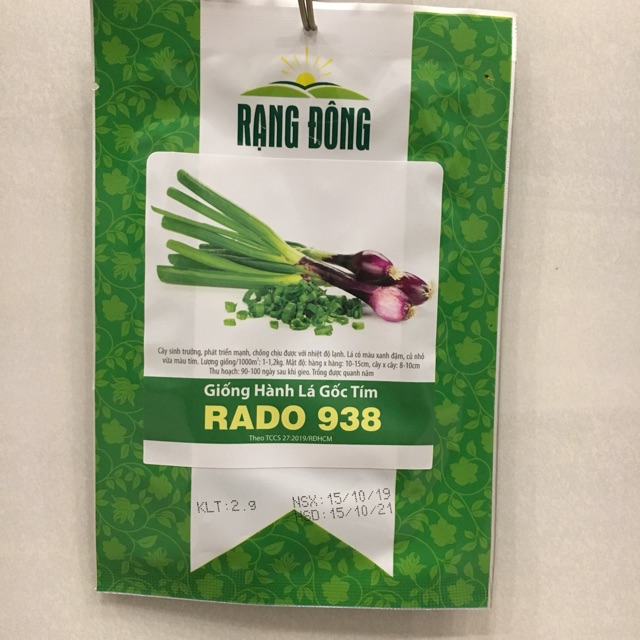 RẠNG ĐÔNG
Cây sinh trưởng, phát triển mạnh, chống chịu được với nhiệt độ lạnh. Lá có màu xanh đậm, củ nhỏ
vừa màu tím. Lượng giống/1000m²: 1-1,2kg. Mật độ: hàng x hàng: 10-15cm, cây x cây: 8-10cm
Thu hoạch: 90-100 ngày sau khi gieo. Trồng được quanh năm
Giống Hành Lá Gốc Tím
RADO 938
Theo TCCS 27:2019/RĐHCM
KLT:2.g NSX:15/10/19
HSD:15/10/21